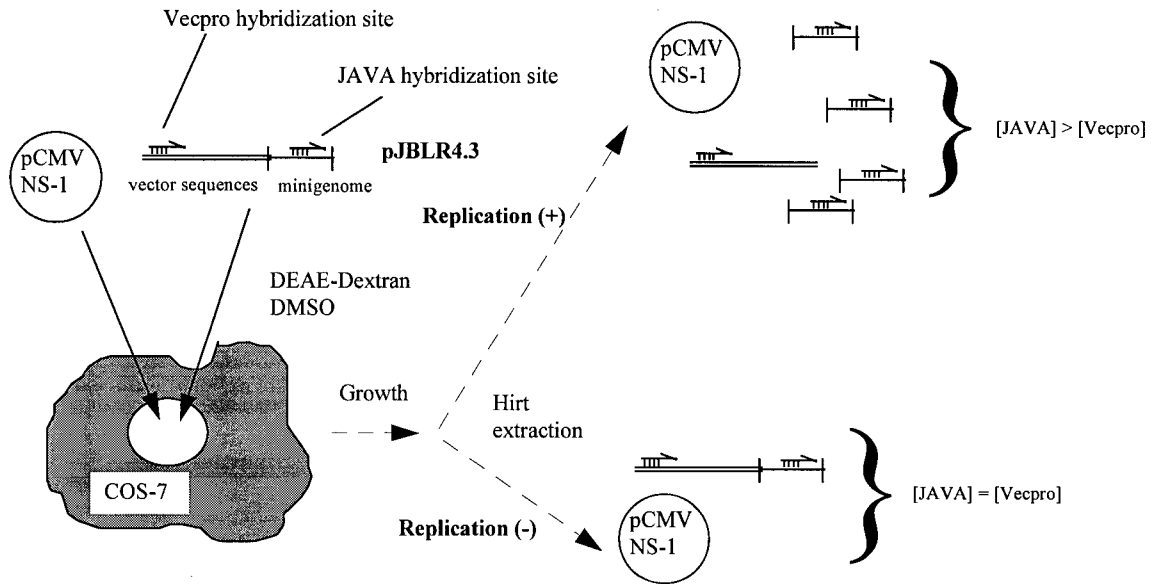 Vecpro hybridization site
JAVA hybridization site
pCMV
NS-1
pJBLR4.3
vector sequences
minigenome
DEAE-Dextran
DMSO
COS-7
Growth
Hirt
extraction
Replication (+)
pCMV
NS-1
[JAVA] > [Vecpro]
Replication (-)
pCMV
NS-1
[JAVA] = [Vecpro]